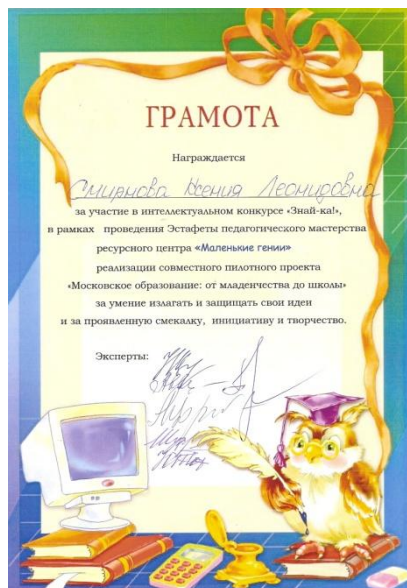 ГРАМОТА
Награждается
Смирнова Ксения Леонидовна
за участие в интеллектуальном конкурсе «Знай-ка!»,
в рамках проведения Эстафеты педагогического мастерства
ресурсного центра «Маленькие гении»
реализации совместного пилотного проекта
«Московское образование: от младенчества до школы»
за умение излагать и защищать свои идеи
и за проявленную смекалку, инициативу и творчество.
Эксперты: